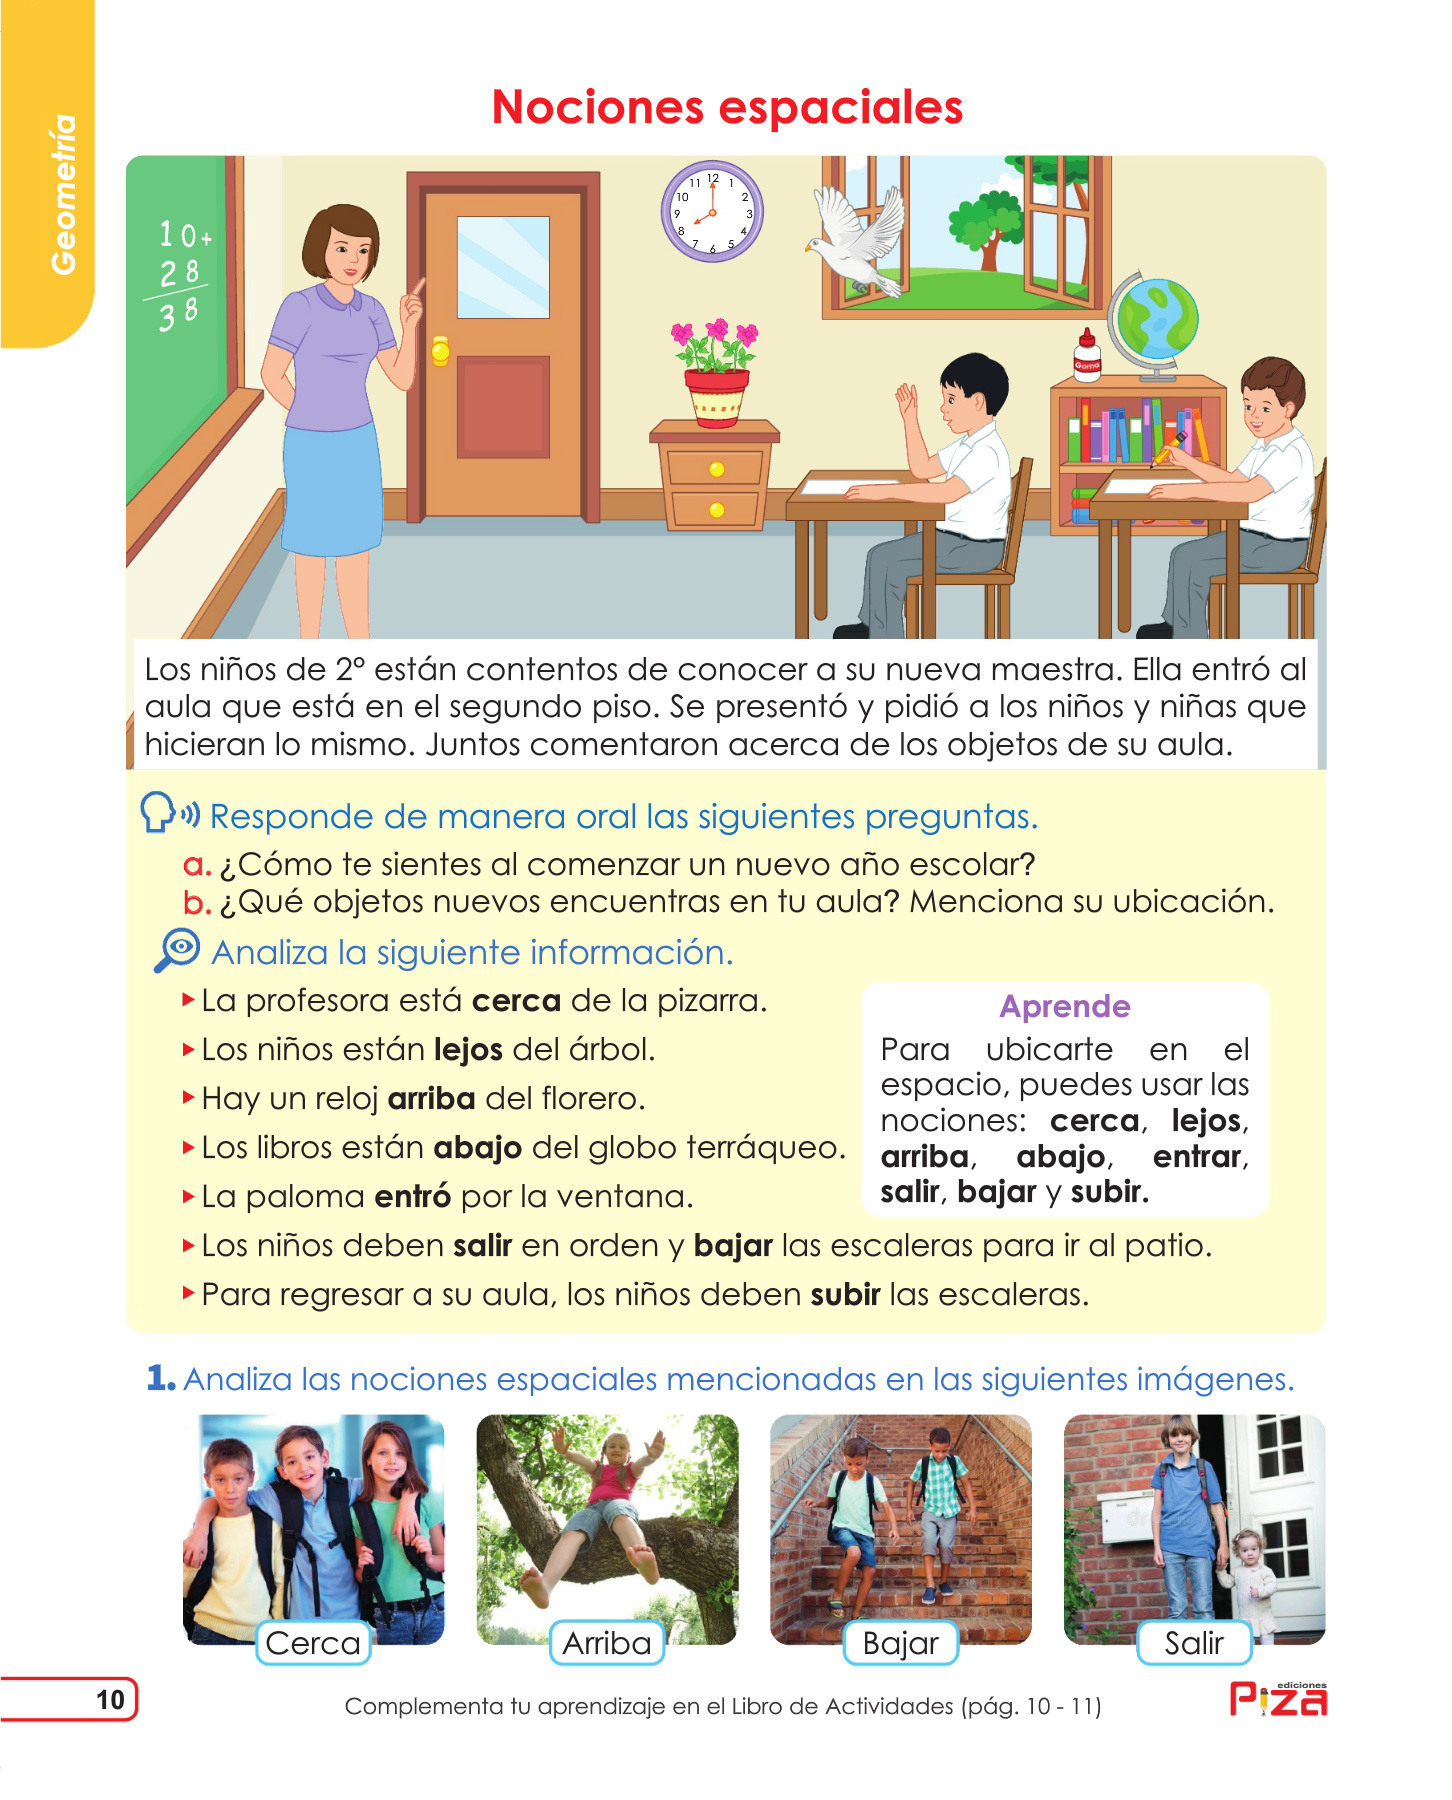 Geometría
Nociones espaciales
10+
28
38
12
1
2
3
4
5
6
7
8
9
10
11
Goma
Los niños de 2° están contentos de conocer a su nueva maestra. Ella entró al
aula que está en el segundo piso. Se presentó y pidió a los niños y niñas que
hicieran lo mismo. Juntos comentaron acerca de los objetos de su aula.
Responde de manera oral las siguientes preguntas.
a. ¿Cómo te sientes al comenzar un nuevo año escolar?
b. ¿Qué objetos nuevos encuentras en tu aula? Menciona su ubicación.
Analiza la siguiente información.
La profesora está cerca de la pizarra.
Los niños están lejos del árbol.
Hay un reloj arriba del florero.
Los libros están abajo del globo terráqueo.
La paloma entró por la ventana.
Los niños deben salir en orden y bajar las escaleras para ir al patio.
Para regresar a su aula, los niños deben subir las escaleras.
Aprende
Para ubicarte en el
espacio, puedes usar las
nociones: cerca, lejos,
arriba, abajo, entrar,
salir, bajar y subir.
1. Analiza las nociones espaciales mencionadas en las siguientes imágenes.
Cerca
Arriba
Bajar
Salir
10
Complementa tu aprendizaje en el Libro de Actividades (pág. 10 - 11)
ediciones
Piza